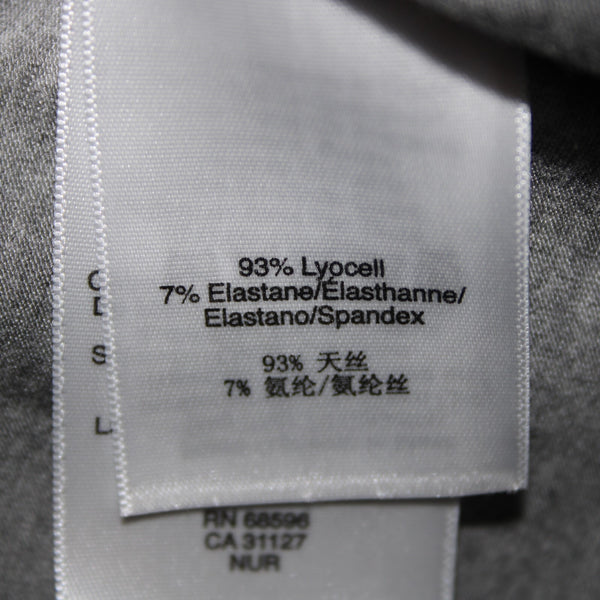 93% Lyocell
7% Elastane/Élasthanne/
Elastano/Spandex
93% 天丝
7% 氨纶/氨纶丝
RN 68596
CA 31127
NUR